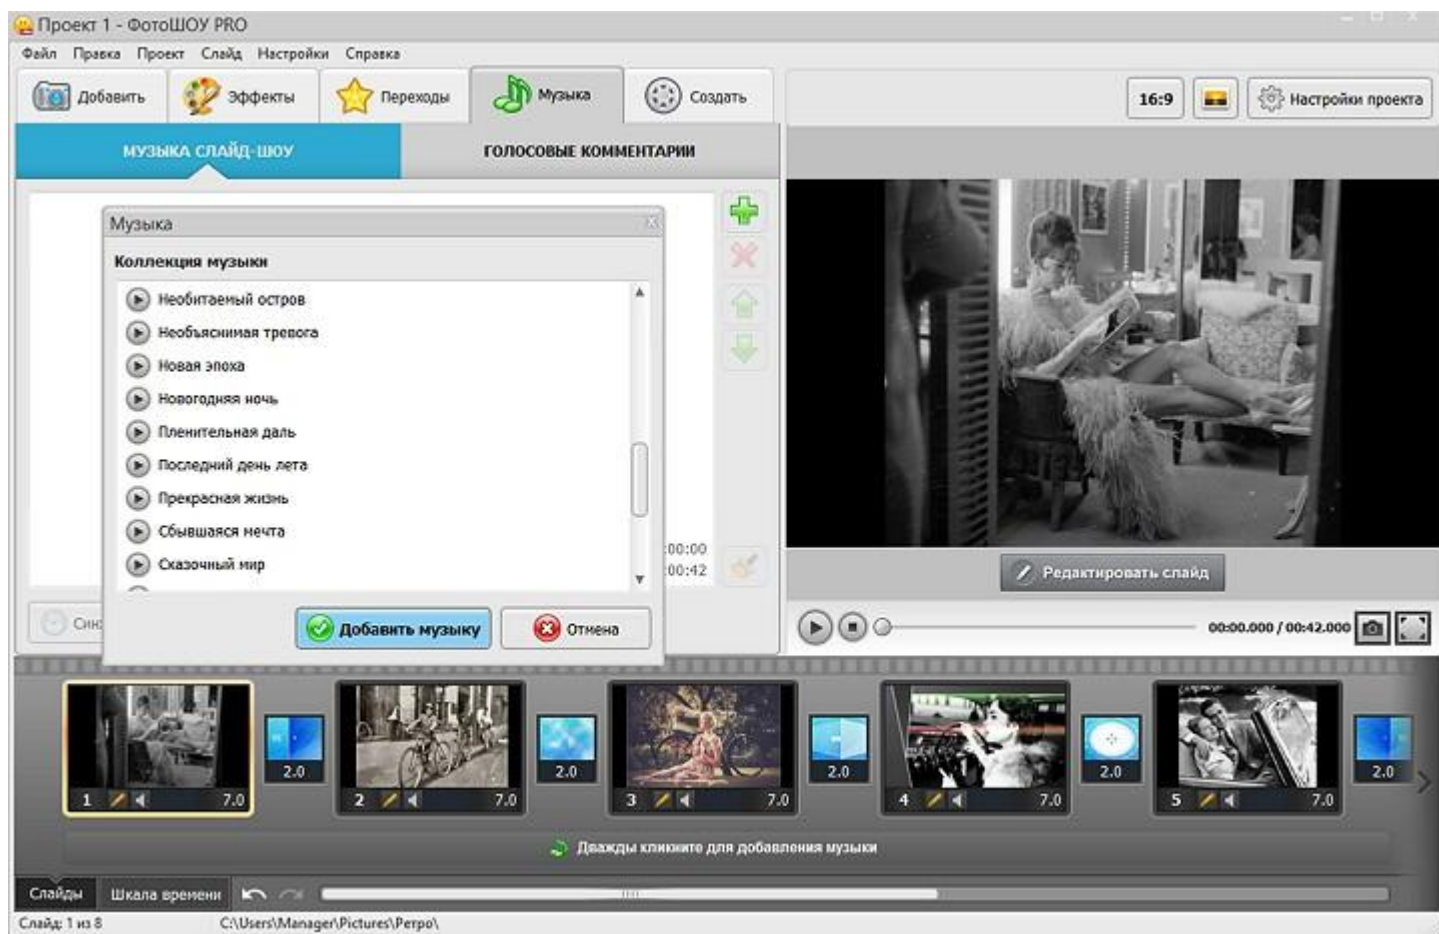 Проект 1 - ФотоШОУ PRO
Файл Правка Проект Слайд Настройки Справка
Добавить Эффекты Переходы Музыка Создать
16:9 Настройки проекта
МУЗЫКА СЛАЙД-ШОУ ГОЛОСОВЫЕ КОММЕНТАРИИ
Музыка
Коллекция музыки
Необитаемый остров
Необъяснимая тревога
Новая эпоха
Новогодняя ночь
Пленительная даль
Последний день лета
Прекрасная жизнь
Сбывшаяся мечта
Сказочный мир
:00:00
:00:42
Редактировать слайд
Син
Добавить музыку Отмена
00:00.000 / 00:42.000
2.0 2.0 2.0 2.0 2.0
1 7.0 2 7.0 3 7.0 4 7.0 5 7.0
Дважды кликните для добавления музыки
Слайды Шкала времени
Слайд: 1 из 8 C:\Users\Manager\Pictures\Ретро\